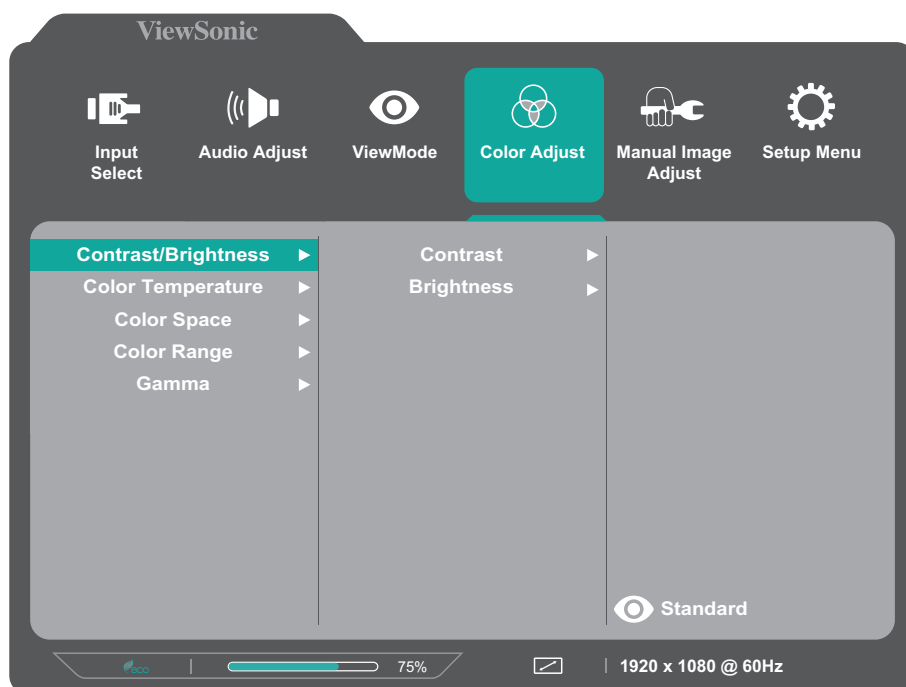 ViewSonic
Input Select
Audio Adjust
ViewMode
Color Adjust
Manual Image Adjust
Setup Menu
Contrast/Brightness
Color Temperature
Color Space
Color Range
Gamma
Contrast
Brightness
Standard
eco
75%
1920 x 1080 @ 60Hz